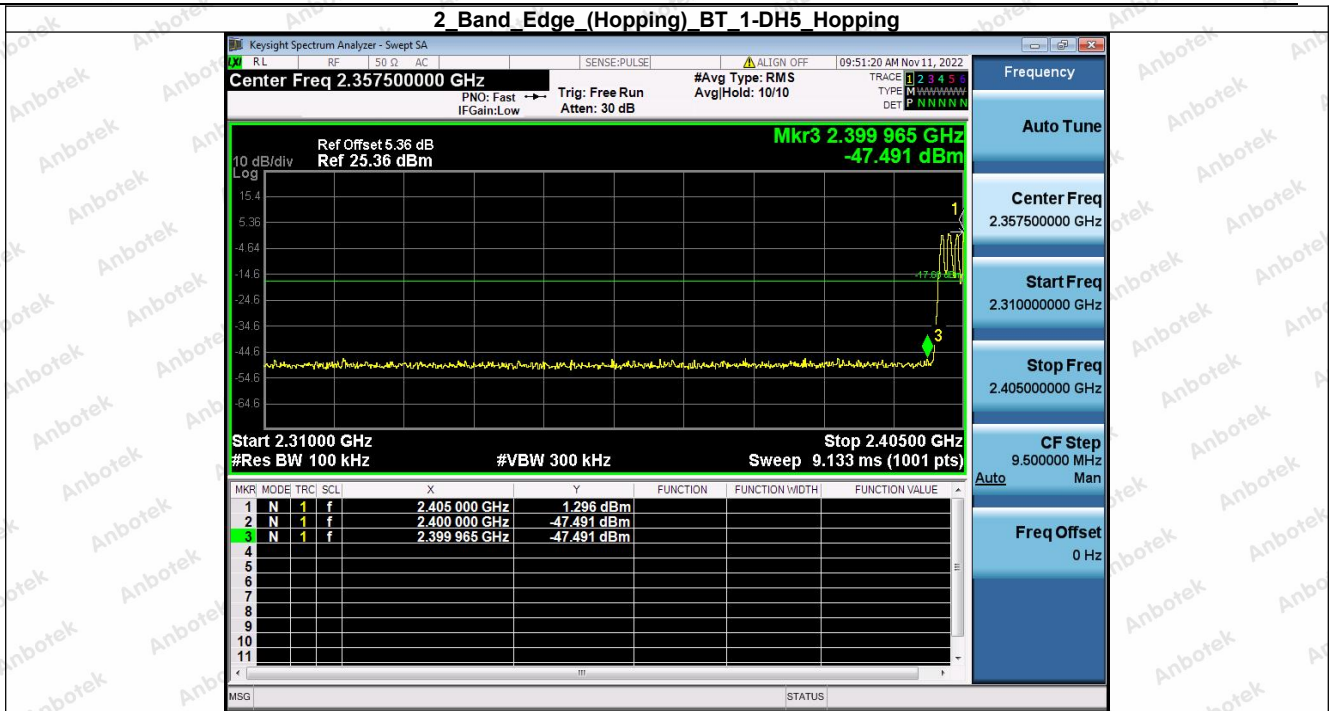 2_Band_Edge_(Hopping)_BT_1-DH5_Hopping
Keysight Spectrum Analyzer - Swept SA
LXI RL RF 50 Ω AC SENSE:PULSE ALIGN OFF 09:51:20 AM Nov 11, 2022
Center Freq 2.357500000 GHz
PNO: Fast
IFGain:Low
Trig: Free Run
Atten: 30 dB
#Avg Type: RMS
Avg|Hold: 10/10
TRACE 1 2 3 4 5 6
TYPE M WWWWW
DET P N N N N N
Mkr3 2.399 965 GHz
-47.491 dBm
Ref Offset 5.36 dB
10 dB/div Ref 25.36 dBm
Log
15.4
5.36
-4.64
-14.6
-24.6
-34.6
-44.6
-54.6
-64.6
1
3
Start 2.31000 GHz Stop 2.40500 GHz
#Res BW 100 kHz #VBW 300 kHz Sweep 9.133 ms (1001 pts)
MKR MODE TRC SCL X Y FUNCTION FUNCTION WIDTH FUNCTION VALUE
1 N 1 f 2.405 000 GHz 1.296 dBm
2 N 1 f 2.400 000 GHz -47.491 dBm
3 N 1 f 2.399 965 GHz -47.491 dBm
4
5
6
7
8
9
10
11
MSG STATUS
Frequency
Auto Tune
Center Freq
2.357500000 GHz
Start Freq
2.310000000 GHz
Stop Freq
2.405000000 GHz
CF Step
9.500000 MHz
Auto Man
Freq Offset
0 Hz
Anbotek